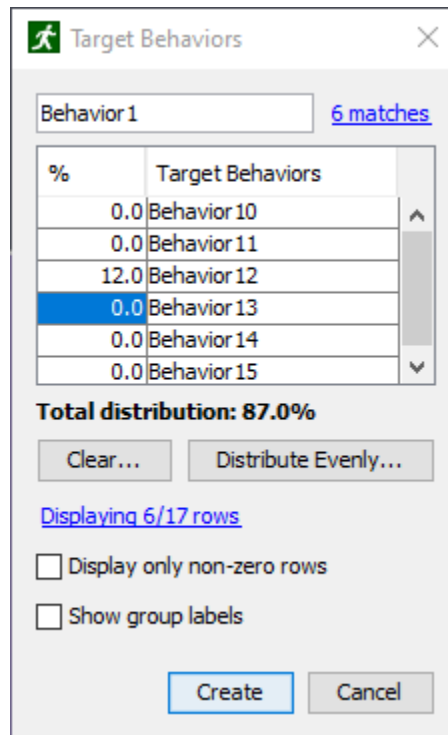 Target Behaviors
Behavior1 6 matches
% Target Behaviors
0.0 Behavior10
0.0 Behavior11
12.0 Behavior12
0.0 Behavior13
0.0 Behavior14
0.0 Behavior15
Total distribution: 87.0%
Clear... Distribute Evenly...
Displaying 6/17 rows
Display only non-zero rows
Show group labels
Create Cancel